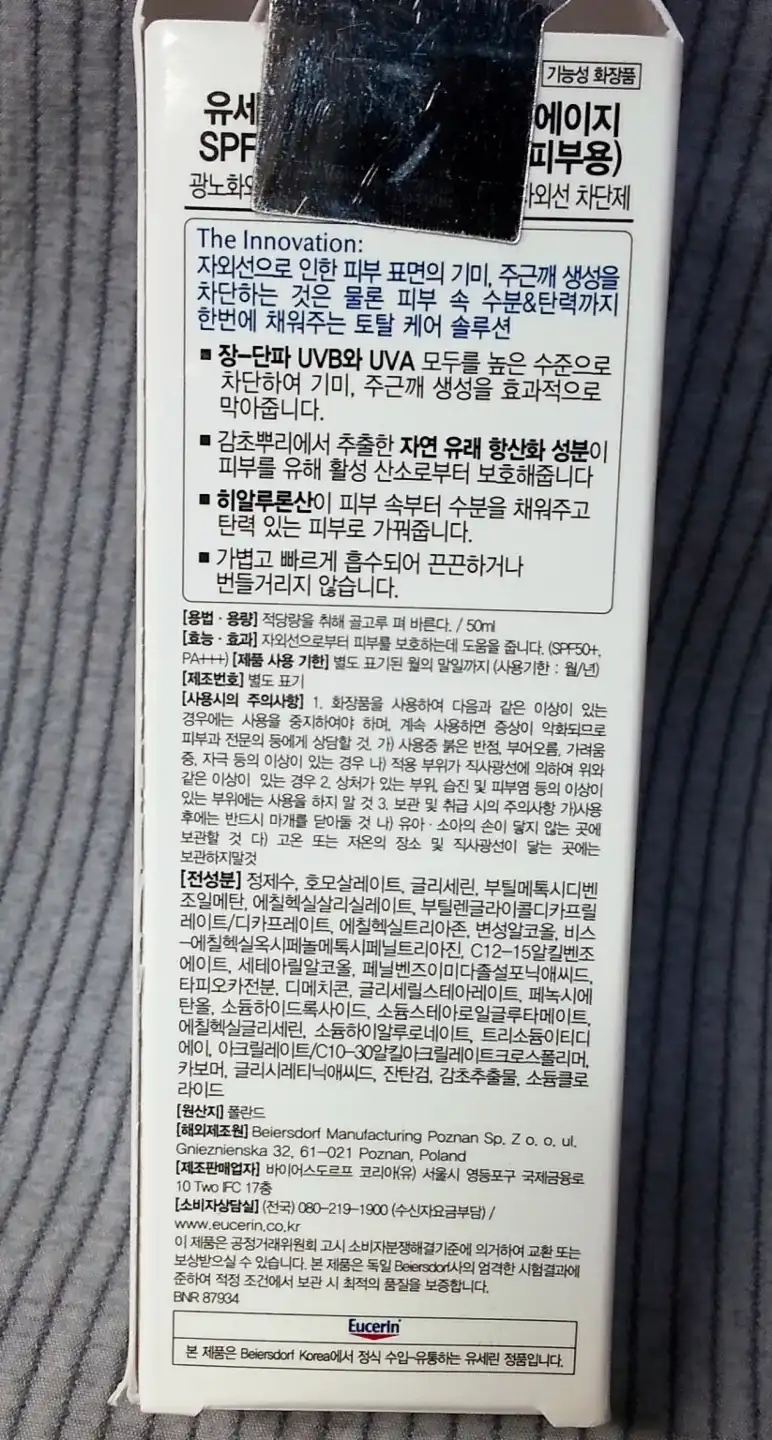 기능성 화장품
유세 에이지
SPF 피부용)
광노화 외선 차단제
The Innovation:
자외선으로 인한 피부 표면의 기미, 주근깨 생성을
차단하는 것은 물론 피부 속 수분&탄력까지
한번에 채워주는 토탈 케어 솔루션
▪ 장-단파 UVB와 UVA 모두를 높은 수준으로
차단하여 기미, 주근깨 생성을 효과적으로
막아줍니다.
▪ 감초뿌리에서 추출한 자연 유래 항산화 성분이
피부를 유해 활성 산소로부터 보호해줍니다
▪ 히알루론산이 피부 속부터 수분을 채워주고
탄력 있는 피부로 가꿔줍니다.
▪ 가볍고 빠르게 흡수되어 끈끈하거나
번들거리지 않습니다.
[용법·용량] 적당량을 취해 골고루 펴 바른다. / 50ml
[효능·효과] 자외선으로부터 피부를 보호하는데 도움을 줍니다. (SPF50+,
PA+++) [제품 사용 기한] 별도 표기된 월의 말일까지 (사용기한 : 월/년)
[제조번호] 별도 표기
[사용시의 주의사항] 1. 화장품을 사용하여 다음과 같은 이상이 있는
경우에는 사용을 중지하여야 하며, 계속 사용하면 증상이 악화되므로
피부과 전문의 등에게 상담할 것. 가) 사용중 붉은 반점, 부어오름, 가려움
증, 자극 등의 이상이 있는 경우 나) 적용 부위가 직사광선에 의하여 위와
같은 이상이 있는 경우 2. 상처가 있는 부위, 습진 및 피부염 등의 이상이
있는 부위에는 사용을 하지 말 것 3. 보관 및 취급 시의 주의사항 가)사용
후에는 반드시 마개를 닫아둘 것 나) 유아·소아의 손이 닿지 않는 곳에
보관할 것 다) 고온 또는 저온의 장소 및 직사광선이 닿는 곳에는
보관하지말것
[전성분] 정제수, 호모살레이트, 글리세린, 부틸메톡시디벤
조일메탄, 에칠헥실살리실레이트, 부틸렌글라이콜디카프릴
레이트/디카프레이트, 에칠헥실트리아존, 변성알코올, 비스
-에칠헥실옥시페놀메톡시페닐트리아진, C12-15알킬벤조
에이트, 세테아릴알코올, 페닐벤즈이미다졸설포닉애씨드,
타피오카전분, 디메치콘, 글리세릴스테아레이트, 페녹시에
탄올, 소듐하이드록사이드, 소듐스테아로일글루타메이트,
에칠헥실글리세린, 소듐하이알루로네이트, 트리소듐이디티
에이, 아크릴레이트/C10-30알킬아크릴레이트크로스폴리머,
카보머, 글리시레티닉애씨드, 잔탄검, 감초추출물, 소듐클로
라이드
[원산지] 폴란드
[해외제조원] Beiersdorf Manufacturing Poznan Sp. Z o. o. ul.
Gnieznienska 32, 61-021 Poznan, Poland
[제조판매업자] 바이어스도르프 코리아(유) 서울시 영등포구 국제금융로
10 Two IFC 17층
[소비자상담실] (전국) 080-219-1900 (수신자요금부담) /
www.eucerin.co.kr
이 제품은 공정거래위원회 고시 소비자분쟁해결기준에 의거하여 교환 또는
보상받으실 수 있습니다. 본 제품은 독일 Beiersdorf사의 엄격한 시험결과에
준하여 적정 조건에서 보관 시 최적의 품질을 보증합니다.
BNR 87934
Eucerin
본 제품은 Beiersdorf Korea에서 정식 수입-유통하는 유세린 정품입니다.